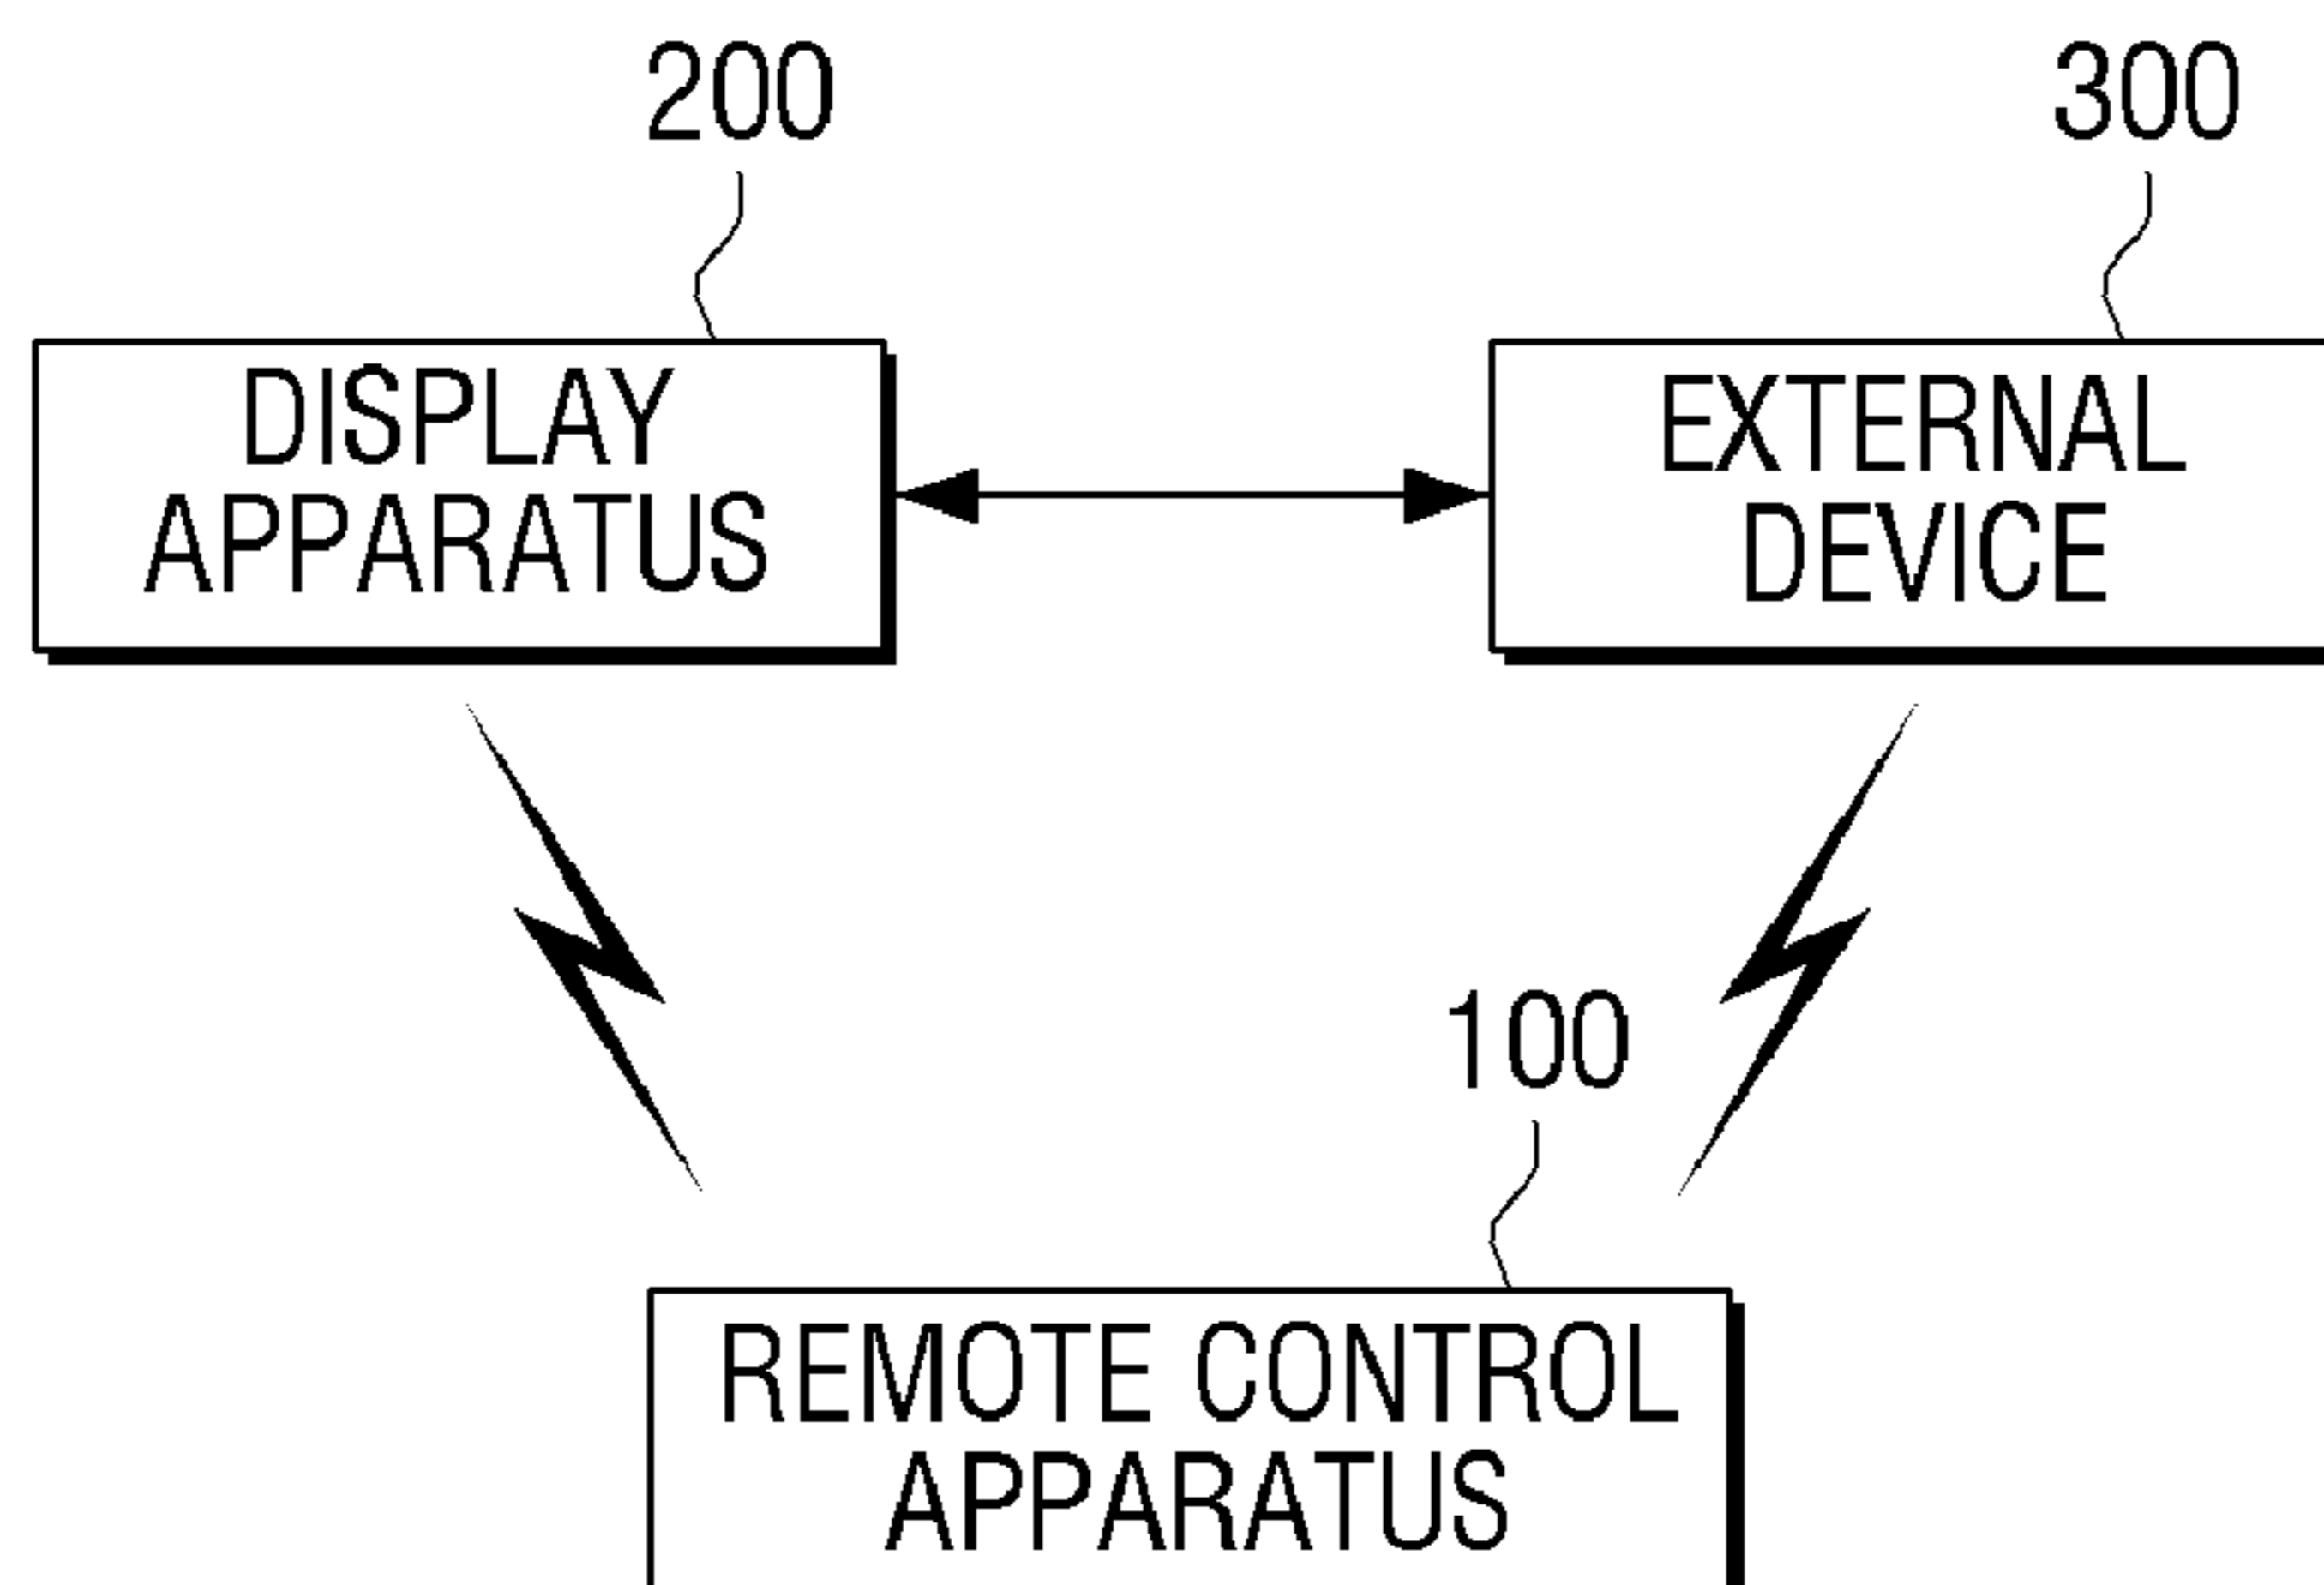 200
300
DISPLAY
APPARATUS
EXTERNAL
DEVICE
100
REMOTE CONTROL
APPARATUS